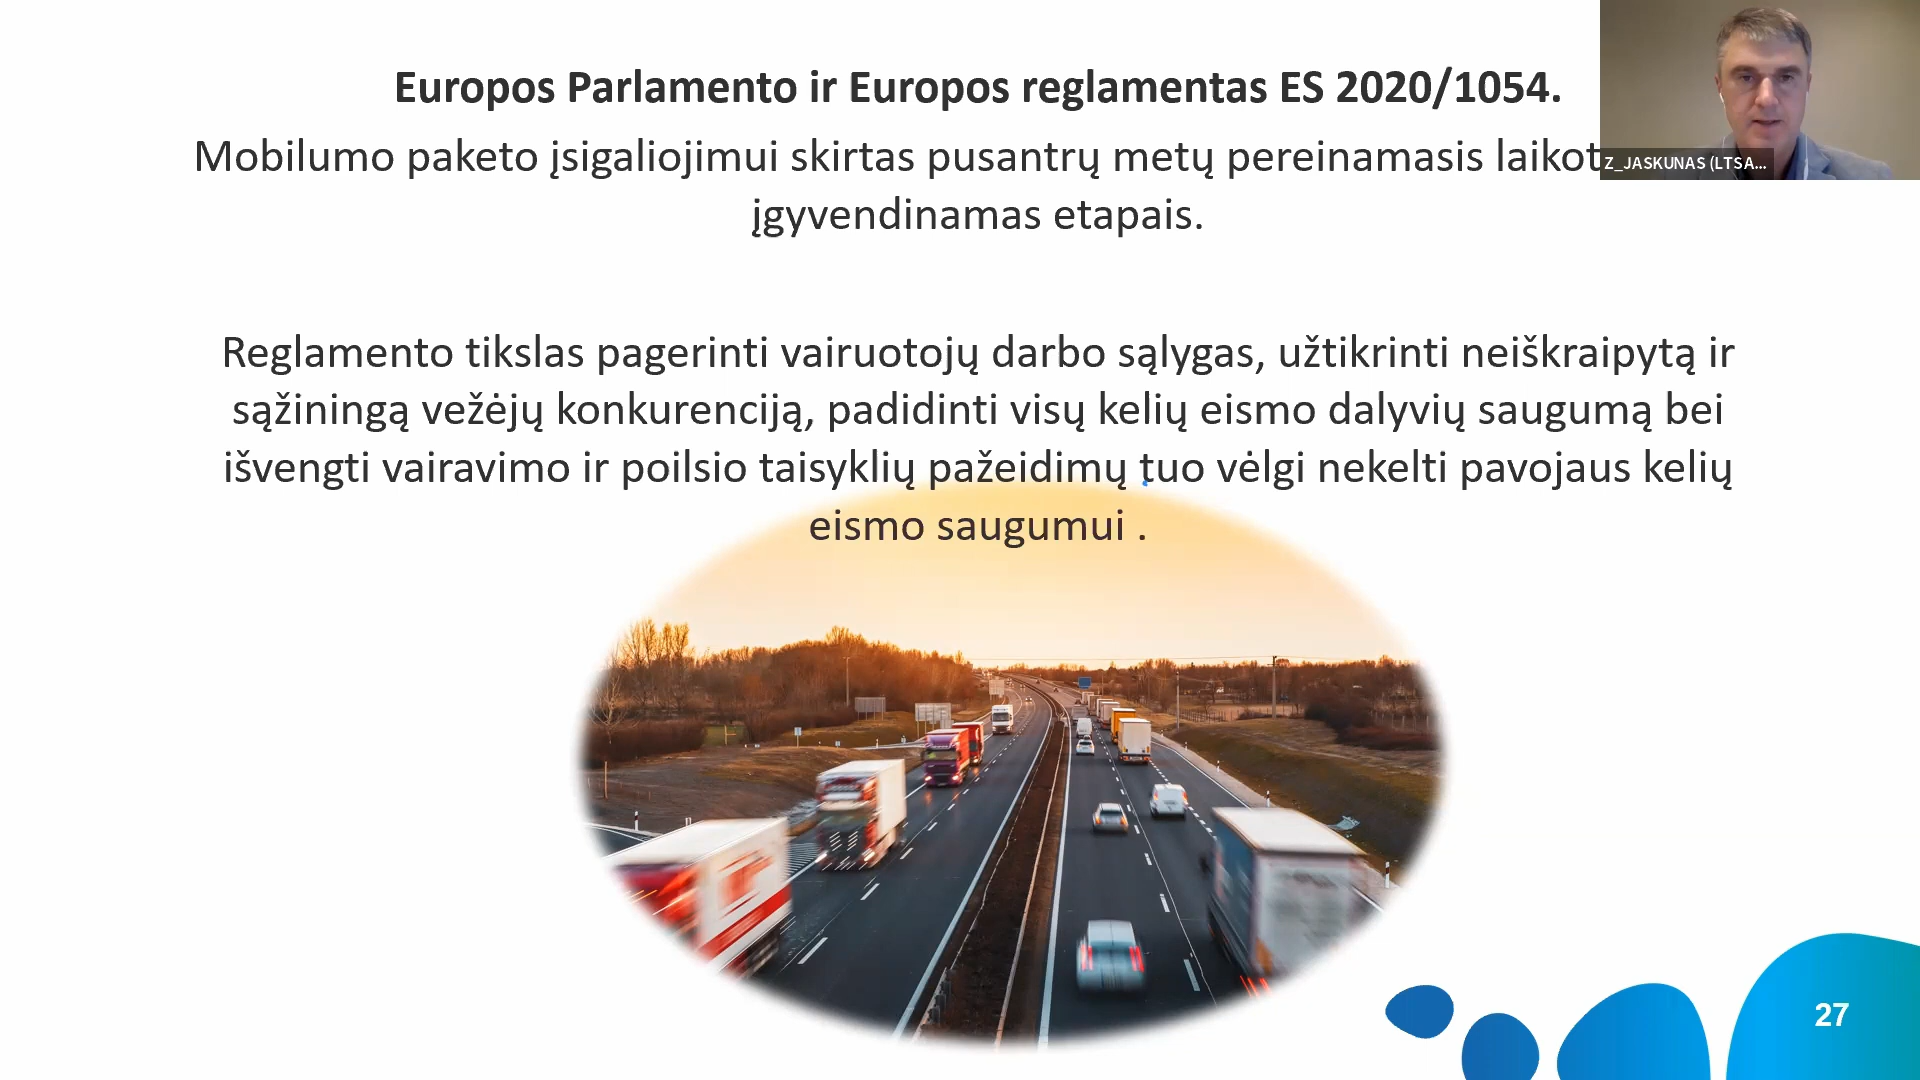 Europos Parlamento ir Europos reglamentas ES 2020/1054.
Mobilumo paketo įsigaliojimui skirtas pusantrų metų pereinamasis
įgyvendinamas etapais.
Reglamento tikslas pagerinti vairuotojų darbo sąlygas, užtikrinti neiškraipytą ir
sąžiningą vežėjų konkurenciją, padidinti visų kelių eismo dalyvių saugumą bei
išvengti vairavimo ir poilsio taisyklių pažeidimų tuo vėlgi nekelti pavojaus kelių
eismo saugumui .
Z_JASKUNAS (LTSA...
27